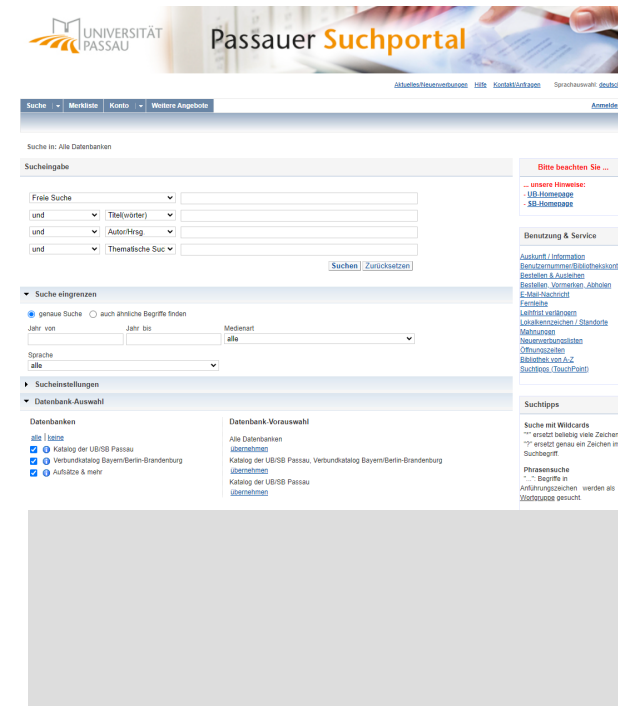 UNIVERSITÄT
PASSAU
Passauer Suchportal
Aktuelles/Neuerwerbungen Hilfe Kontakt/Anfragen Sprachauswahl: deutsch
Suche Merkliste Konto Weitere Angebote
Anmelde
Suche in: Alle Datenbanken
Sucheingabe
Freie Suche
und Titel(wörter)
und Autor/Hrsg.
und Thematische Suc
Suchen Zurücksetzen
Suche eingrenzen
genaue Suche auch ähnliche Begriffe finden
Jahr von Jahr bis Medienart
alle
Sprache
alle
Sucheinstellungen
Datenbank-Auswahl
Datenbanken
alle | keine
Katalog der UB/SB Passau
Verbundkatalog Bayern/Berlin-Brandenburg
Aufsätze & mehr
Datenbank-Vorauswahl
Alle Datenbanken
übernehmen
Katalog der UB/SB Passau, Verbundkatalog Bayern/Berlin-Brandenburg
übernehmen
Katalog der UB/SB Passau
übernehmen
Bitte beachten Sie ...
... unsere Hinweise:
- UB-Homepage
- SB-Homepage
Benutzung & Service
Auskunft / Information
Benutzernummer/Bibliothekskont
Bestellen & Ausleihen
Bestellen, Vormerken, Abholen
E-Mail-Nachricht
Fernleihe
Leihfrist verlängern
Lokalkennzeichen / Standorte
Mahnungen
Neuerwerbungslisten
Öffnungszeiten
Bibliothek von A-Z
Suchtipps (TouchPoint)
Suchtipps
Suche mit Wildcards
"*" ersetzt beliebig viele Zeichen
"?" ersetzt genau ein Zeichen im
Suchbegriff.
Phrasensuche
"...": Begriffe in
Anführungszeichen werden als
Wortgruppe gesucht.